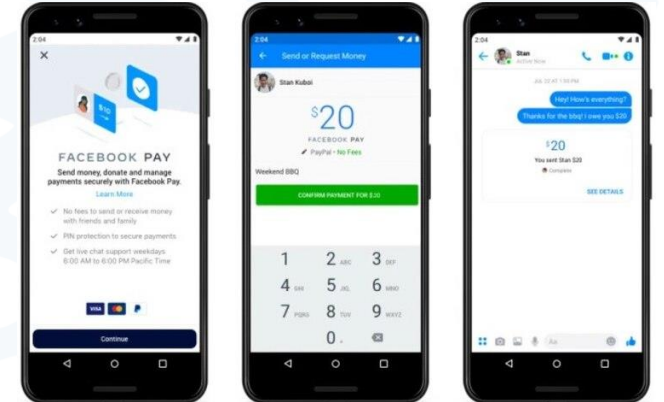 2:04
FACEBOOK PAY
Send money, donate and manage
payments securely with Facebook Pay.
Learn More
No fees to send or receive money
with friends and family
PIN protection to secure payments
Get live chat support weekdays
6:00 AM to 6:00 PM Pacific Time
VISA
Continue
2:04
Send or Request Money
Stan Kubsi
$20
FACEBOOK PAY
PayPal • No Fees
Weekend BBQ
CONFIRM PAYMENT FOR $20
1 2 ABC 3 DEF
4 GHI 5 JKL 6 MNO
7 PQRS 8 TUV 9 WXYZ
0
2:04
Stan
Active Now
Hey! How's everything?
Thanks for the bbq! I owe you $20
$20
You sent Stan $20
Complete
SEE DETAILS
Aa